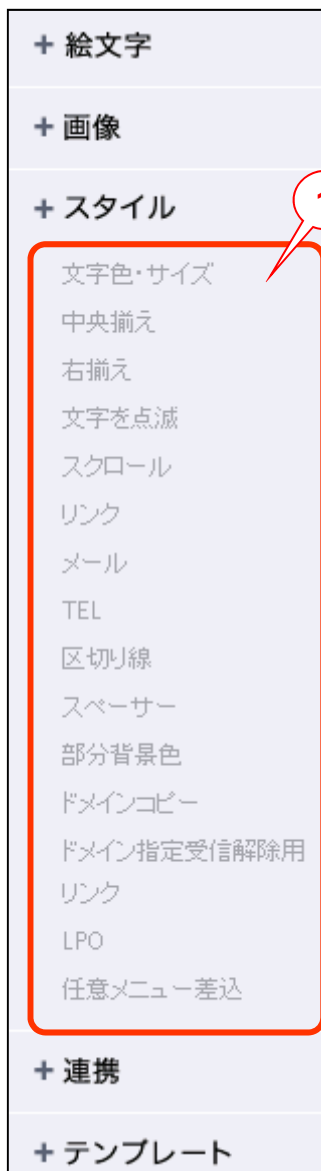 + 絵文字
+ 画像
+ スタイル
文字色・サイズ
中央揃え
右揃え
文字を点滅
スクロール
リンク
メール
TEL
区切り線
スペーサー
部分背景色
ドメインコピー
ドメイン指定受信解除用
リンク
LPO
任意メニュー差込
+ 連携
+ テンプレート